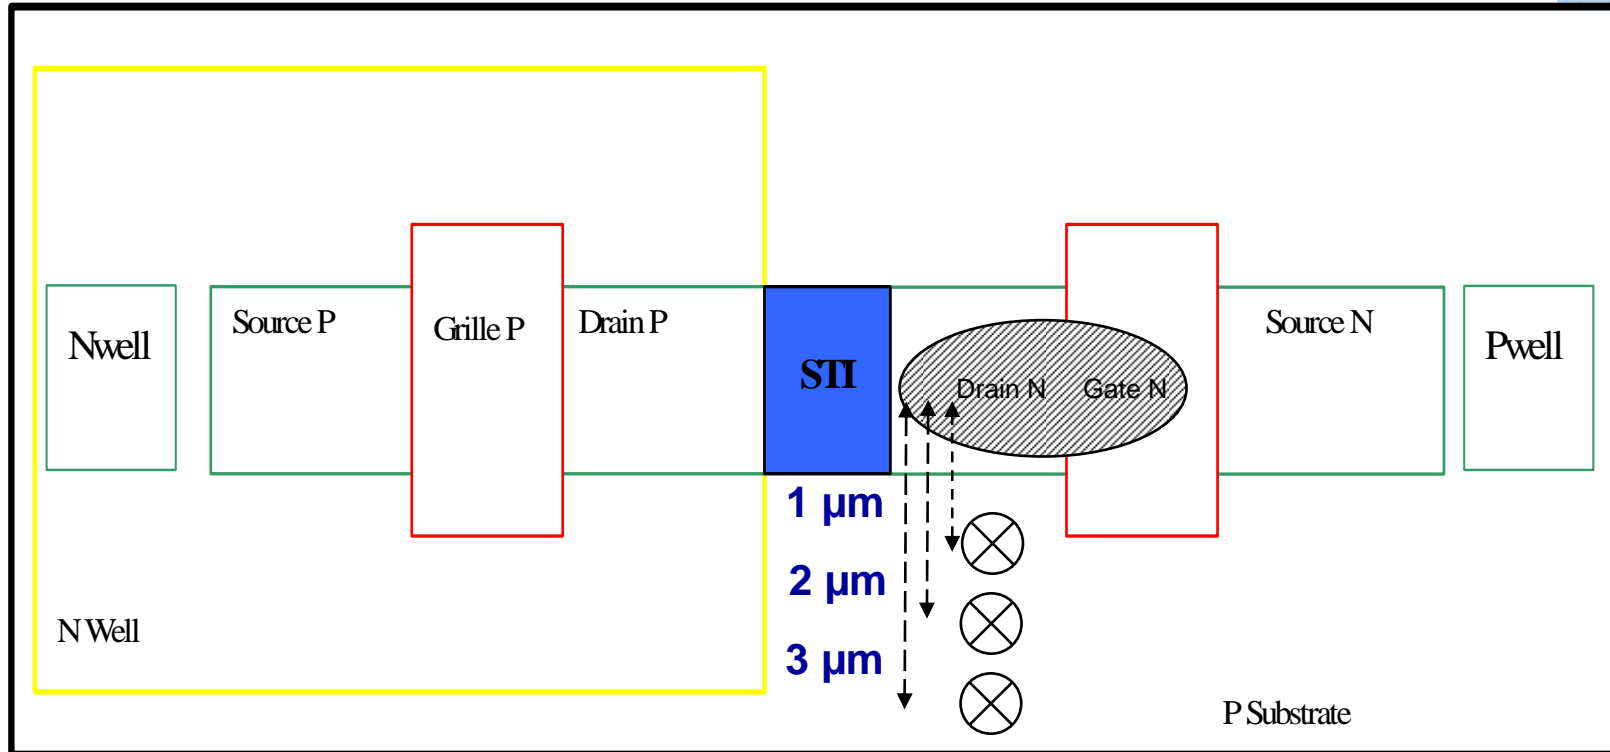 Nwell
Source P
Grille P
Drain P
STI
Drain N
Gate N
Source N
Pwell
1 µm
2 µm
3 µm
N Well
P Substrate